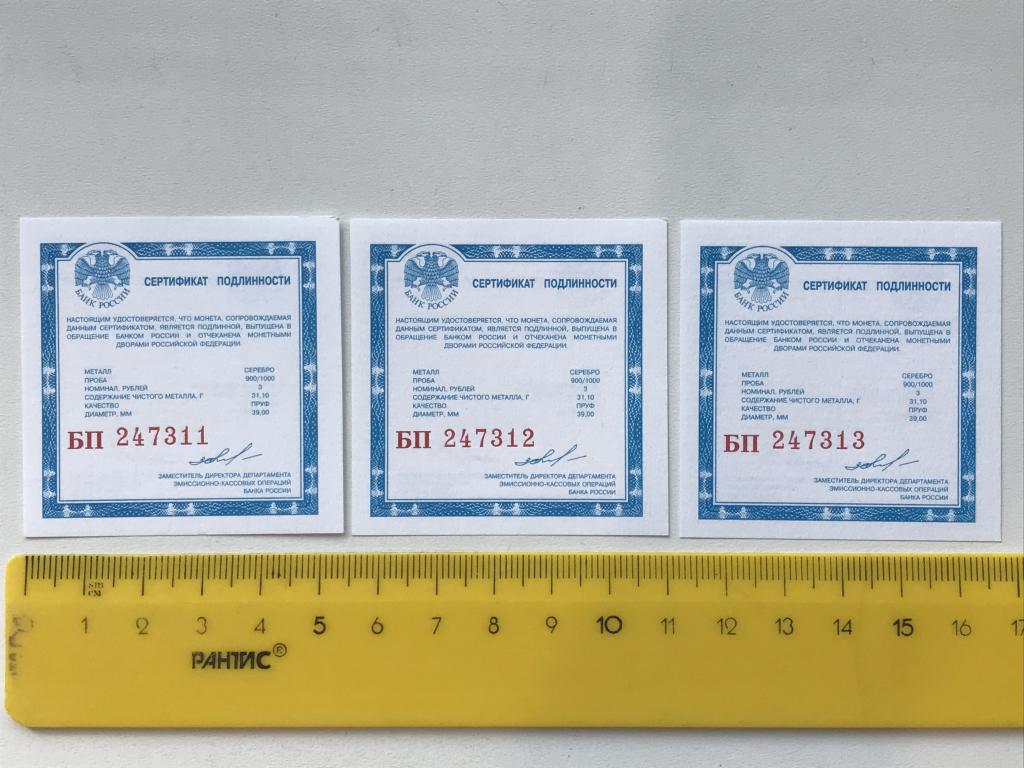 БАНК РОССИИ
СЕРТИФИКАТ ПОДЛИННОСТИ
НАСТОЯЩИМ УДОСТОВЕРЯЕТСЯ, ЧТО МОНЕТА, СОПРОВОЖДАЕМАЯ
ДАННЫМ СЕРТИФИКАТОМ, ЯВЛЯЕТСЯ ПОДЛИННОЙ, ВЫПУЩЕНА В
ОБРАЩЕНИЕ БАНКОМ РОССИИ И ОТЧЕКАНЕНА МОНЕТНЫМИ
ДВОРАМИ РОССИЙСКОЙ ФЕДЕРАЦИИ.
МЕТАЛЛ СЕРЕБРО
ПРОБА 900/1000
НОМИНАЛ, РУБЛЕЙ 3
СОДЕРЖАНИЕ ЧИСТОГО МЕТАЛЛА, Г 31,10
КАЧЕСТВО ПРУФ
ДИАМЕТР, ММ 39,00
БП 247311
ЗАМЕСТИТЕЛЬ ДИРЕКТОРА ДЕПАРТАМЕНТА
ЭМИССИОННО-КАССОВЫХ ОПЕРАЦИЙ
БАНКА РОССИИ
БАНК РОССИИ
СЕРТИФИКАТ ПОДЛИННОСТИ
НАСТОЯЩИМ УДОСТОВЕРЯЕТСЯ, ЧТО МОНЕТА, СОПРОВОЖДАЕМАЯ
ДАННЫМ СЕРТИФИКАТОМ, ЯВЛЯЕТСЯ ПОДЛИННОЙ, ВЫПУЩЕНА В
ОБРАЩЕНИЕ БАНКОМ РОССИИ И ОТЧЕКАНЕНА МОНЕТНЫМИ
ДВОРАМИ РОССИЙСКОЙ ФЕДЕРАЦИИ.
МЕТАЛЛ СЕРЕБРО
ПРОБА 900/1000
НОМИНАЛ, РУБЛЕЙ 3
СОДЕРЖАНИЕ ЧИСТОГО МЕТАЛЛА, Г 31,10
КАЧЕСТВО ПРУФ
ДИАМЕТР, ММ 39,00
БП 247312
ЗАМЕСТИТЕЛЬ ДИРЕКТОРА ДЕПАРТАМЕНТА
ЭМИССИОННО-КАССОВЫХ ОПЕРАЦИЙ
БАНКА РОССИИ
БАНК РОССИИ
СЕРТИФИКАТ ПОДЛИННОСТИ
НАСТОЯЩИМ УДОСТОВЕРЯЕТСЯ, ЧТО МОНЕТА, СОПРОВОЖДАЕМАЯ
ДАННЫМ СЕРТИФИКАТОМ, ЯВЛЯЕТСЯ ПОДЛИННОЙ, ВЫПУЩЕНА В
ОБРАЩЕНИЕ БАНКОМ РОССИИ И ОТЧЕКАНЕНА МОНЕТНЫМИ
ДВОРАМИ РОССИЙСКОЙ ФЕДЕРАЦИИ.
МЕТАЛЛ СЕРЕБРО
ПРОБА 900/1000
НОМИНАЛ, РУБЛЕЙ 3
СОДЕРЖАНИЕ ЧИСТОГО МЕТАЛЛА, Г 31,10
КАЧЕСТВО ПРУФ
ДИАМЕТР, ММ 39,00
БП 247313
ЗАМЕСТИТЕЛЬ ДИРЕКТОРА ДЕПАРТАМЕНТА
ЭМИССИОННО-КАССОВЫХ ОПЕРАЦИЙ
БАНКА РОССИИ
1 2 3 4 5 6 7 8 9 10 11 12 13 14 15 16 17
РАНТИС®